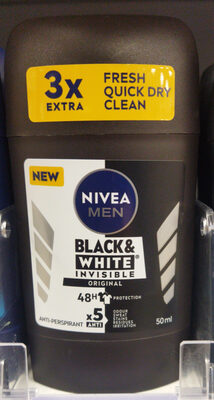 3X
EXTRA
FRESH
QUICK DRY
CLEAN
NEW
NIVEA
MEN
BLACK&
WHITE
INVISIBLE
ORIGINAL
48H
PROTECTION
x5
ANTI
ODOUR
SWEAT
STAINS
RESIDUES
IRRITATION
ANTI-PERSPIRANT
50ml